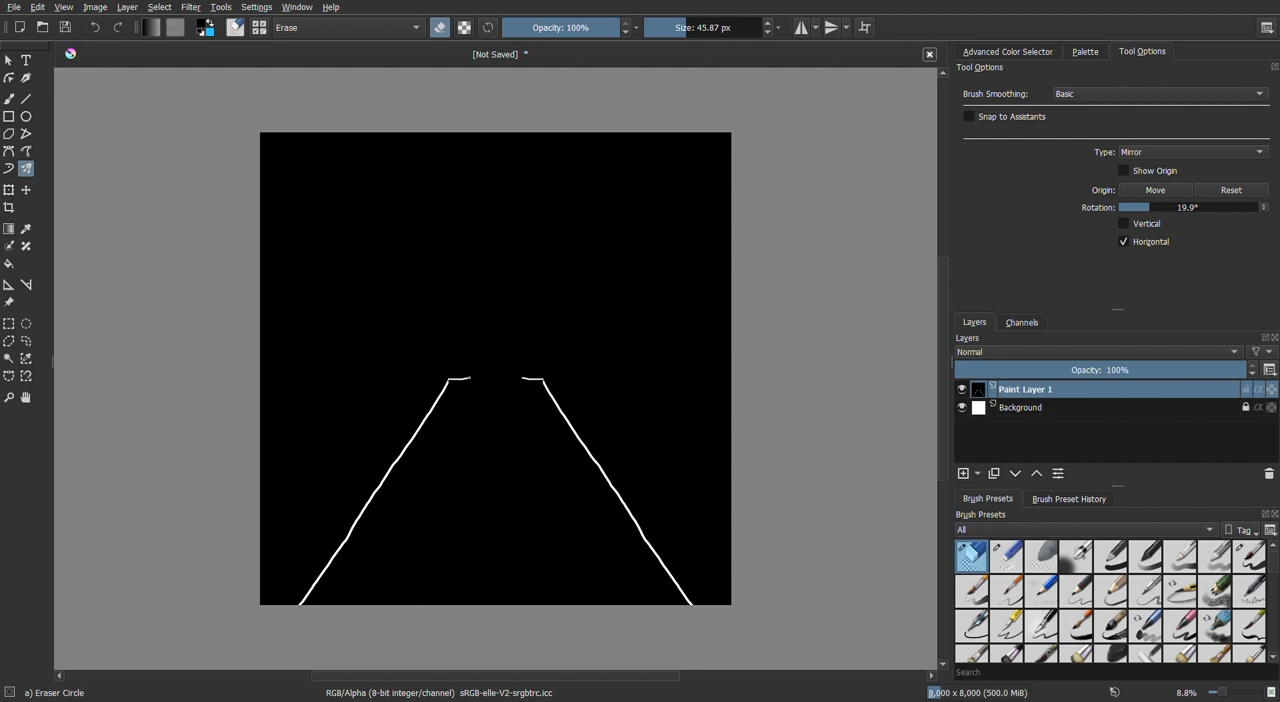 File Edit View Image Layer Select Filter Tools Settings Window Help
Erase Opacity: 100% Size: 45.87 px
[Not Saved] *
Advanced Color Selector Palette Tool Options
Tool Options
Brush Smoothing: Basic
Snap to Assistants
Type: Mirror
Show Origin
Origin: Move Reset
Rotation: 19.9°
Vertical
Horizontal
Layers Channels
Layers
Normal
Opacity: 100%
Paint Layer 1
Background
Brush Presets Brush Preset History
Brush Presets
All Tag
Search
a) Eraser Circle RGB/Alpha (8-bit integer/channel) sRGB-elle-V2-srgbtrc.icc 8,000 x 8,000 (500.0 MiB) 8.8%